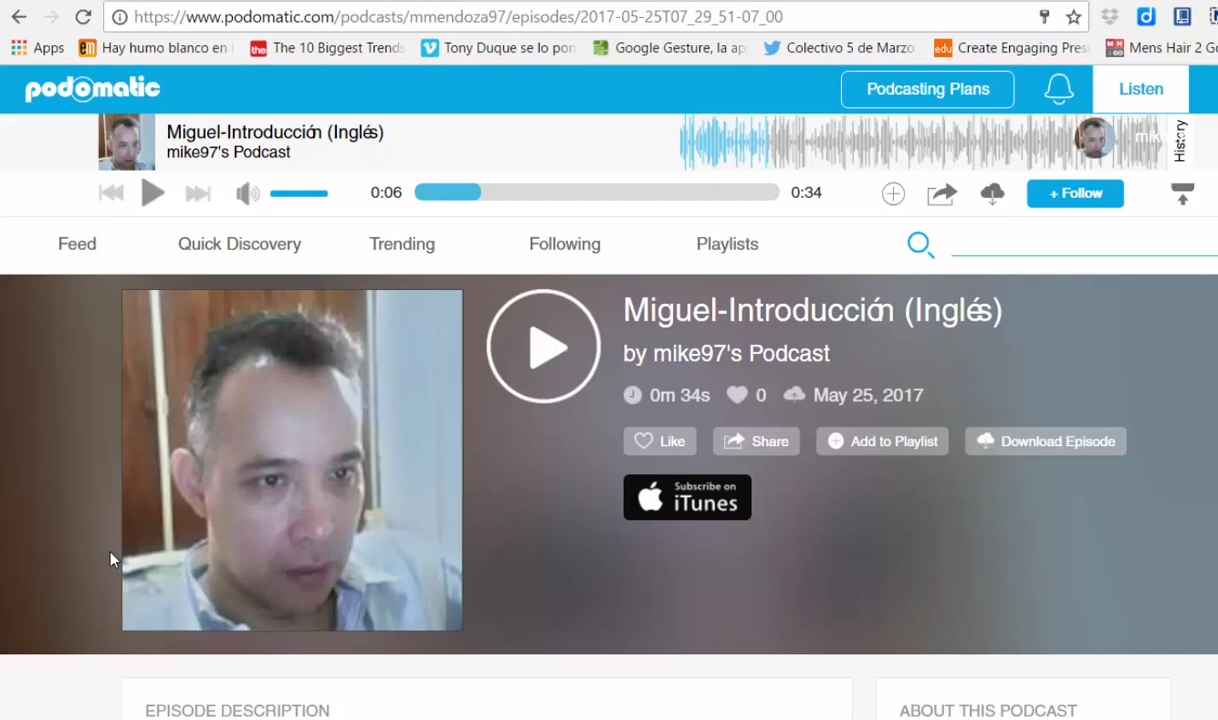 https://www.podomatic.com/podcasts/mmendoza97/episodes/2017-05-25T07_29_51-07_00
Apps Hay humo blanco en The 10 Biggest Trends Tony Duque se lo pon Google Gesture, la ap Colectivo 5 de Marzo Create Engaging Pres Mens Hair 2 Go
podomatic Podcasting Plans Listen
Miguel-Introducción (Inglés)
mike97's Podcast
History
0:06 0:34 + Follow
Feed Quick Discovery Trending Following Playlists
Miguel-Introducción (Inglés)
by mike97's Podcast
0m 34s 0 May 25, 2017
Like Share Add to Playlist Download Episode
Subscribe on
iTunes
EPISODE DESCRIPTION ABOUT THIS PODCAST